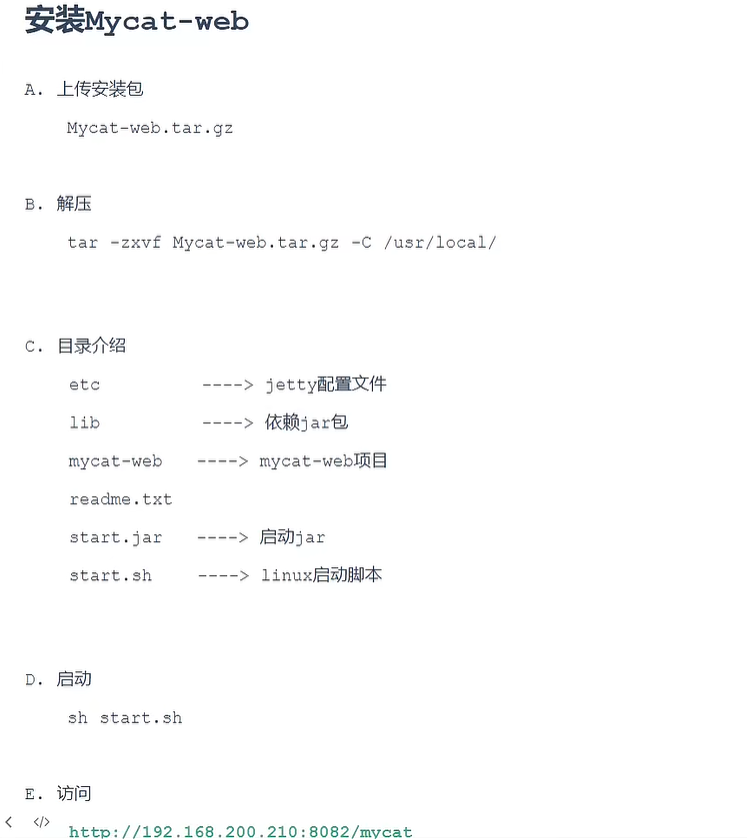 安装Mycat-web
A. 上传安装包
Mycat-web.tar.gz
B. 解压
tar -zxvf Mycat-web.tar.gz -C /usr/local/
C. 目录介绍
etc ----> jetty配置文件
lib ----> 依赖jar包
mycat-web ----> mycat-web项目
readme.txt
start.jar ----> 启动jar
start.sh ----> linux启动脚本
D. 启动
sh start.sh
E. 访问
http://192.168.200.210:8082/mycat